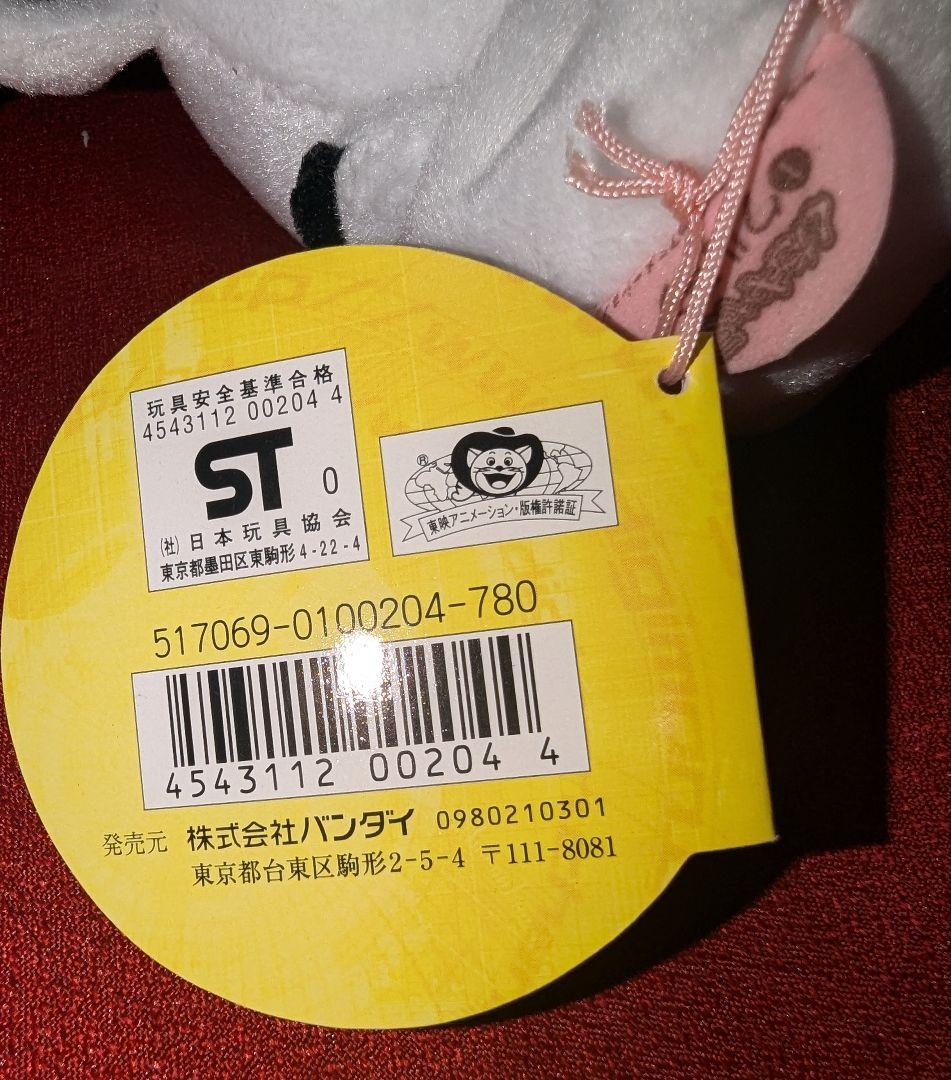 玩具安全基準合格
4543112 00204 4
ST 0
(社)日本玩具協会
東京都墨田区東駒形4-22-4
®
東映アニメーション・版権許諾証
517069-0100204-780
4543112 00204 4
発売元 株式会社バンダイ 0980210301
東京都台東区駒形2-5-4 〒111-8081